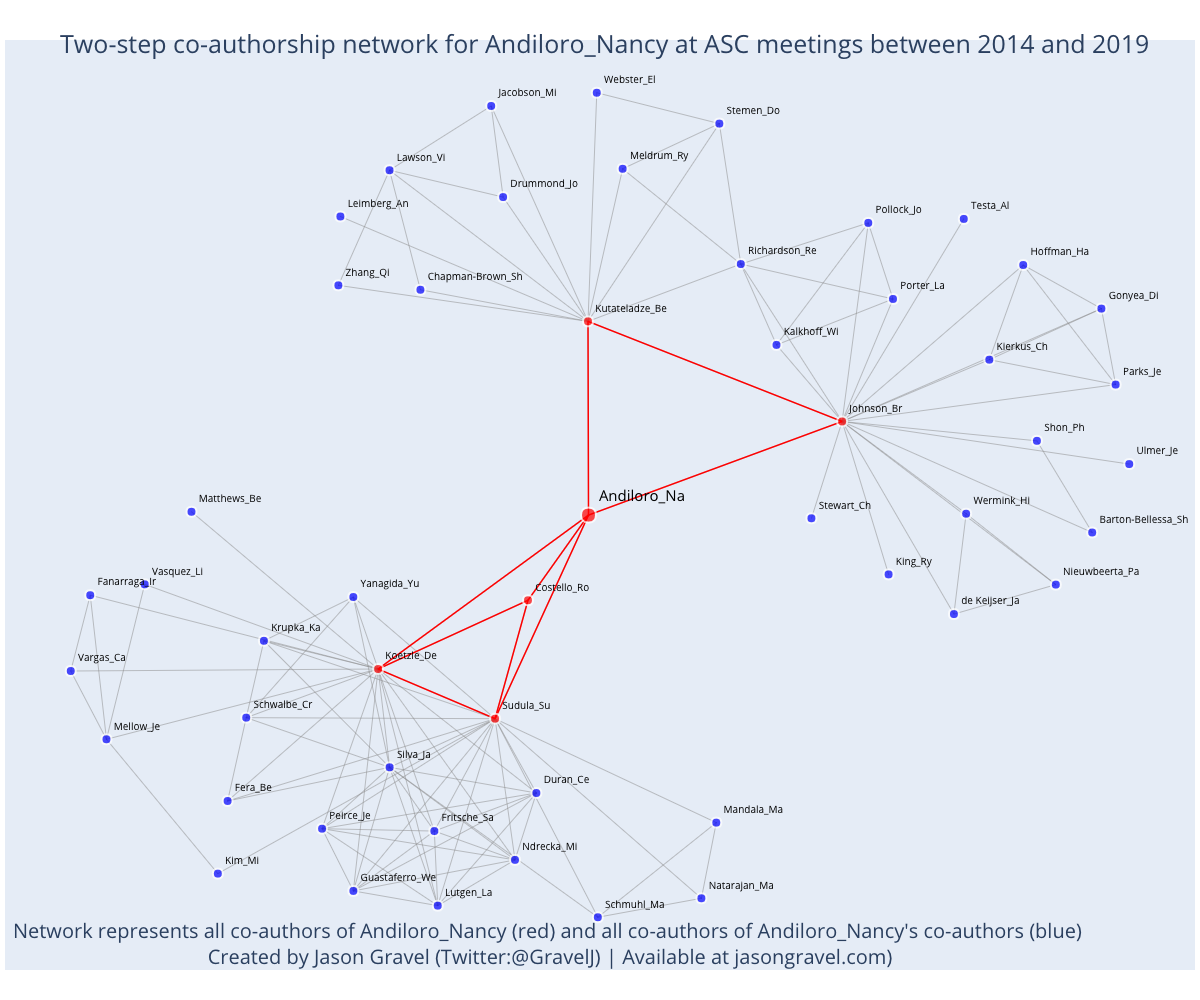 Two-step co-authorship network for Andiloro_Nancy at ASC meetings between 2014 and 2019
Webster_El
Jacobson_Mi
Stemen_Do
Lawson_Vi
Meldrum_Ry
Drummond_Jo
Leimberg_An
Pollock_Jo
Testa_Al
Richardson_Re
Hoffman_Ha
Zhang_Qi
Chapman-Brown_Sh
Porter_La
Gonyea_Di
Kutateladze_Be
Kalkhoff_Wi
Kierkus_Ch
Parks_Je
Johnson_Br
Shon_Ph
Ulmer_Je
Andiloro_Na
Matthews_Be
Wermink_Hi
Stewart_Ch
Barton-Bellessa_Sh
King_Ry
Vasquez_Li
Nieuwbeerta_Pa
Fanarraga_Ir
Yanagida_Yu
Costello_Ro
de Keijser_Ja
Krupka_Ka
Koetzle_De
Vargas_Ca
Schwalbe_Cr
Sudula_Su
Mellow_Je
Silva_Ja
Duran_Ce
Fera_Be
Mandala_Ma
Peirce_Je
Fritsche_Sa
Ndrecka_Mi
Kim_Mi
Guastaferro_We
Natarajan_Ma
Lutgen_La
Schmuhl_Ma
Network represents all co-authors of Andiloro_Nancy (red) and all co-authors of Andiloro_Nancy's co-authors (blue)
Created by Jason Gravel (Twitter:@GravelJ) | Available at jasongravel.com)